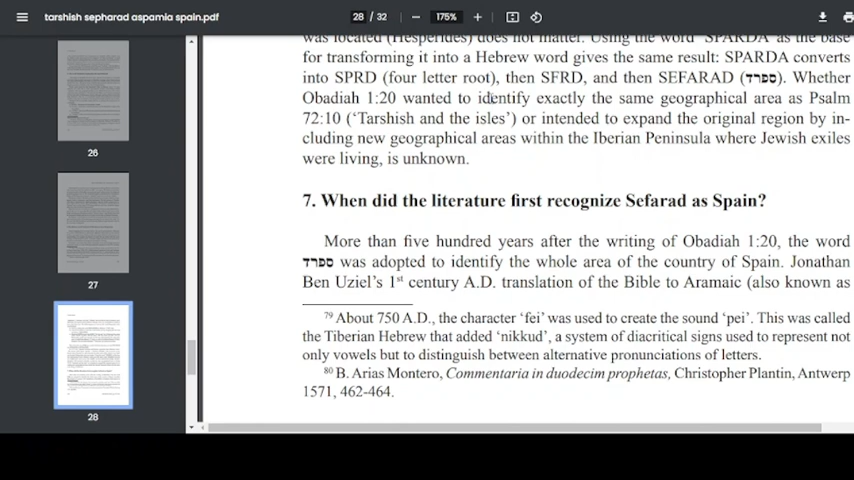 tarshish sepharad aspamia spain.pdf
28 / 32
175%
26
27
28
was located (Hesperides) does not matter. Using the word 'SPARDA' as the base
for transforming it into a Hebrew word gives the same result: SPARDA converts
into SPRD (four letter root), then SFRD, and then SEFARAD (ספרד). Whether
Obadiah 1:20 wanted to identify exactly the same geographical area as Psalm
72:10 ('Tarshish and the isles') or intended to expand the original region by in-
cluding new geographical areas within the Iberian Peninsula where Jewish exiles
were living, is unknown.
7. When did the literature first recognize Sefarad as Spain?
More than five hundred years after the writing of Obadiah 1:20, the word
ספרד was adopted to identify the whole area of the country of Spain. Jonathan
Ben Uziel's 1st century A.D. translation of the Bible to Aramaic (also known as
79 About 750 A.D., the character 'fei' was used to create the sound 'pei'. This was called
the Tiberian Hebrew that added 'nikkud', a system of diacritical signs used to represent not
only vowels but to distinguish between alternative pronunciations of letters.
80 B. Arias Montero, Commentaria in duodecim prophetas, Christopher Plantin, Antwerp
1571, 462-464.